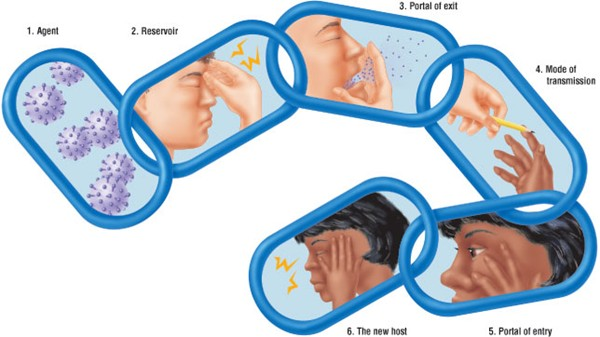 1. Agent
2. Reservoir
3. Portal of exit
4. Mode of
transmission
5. Portal of entry
6. The new host